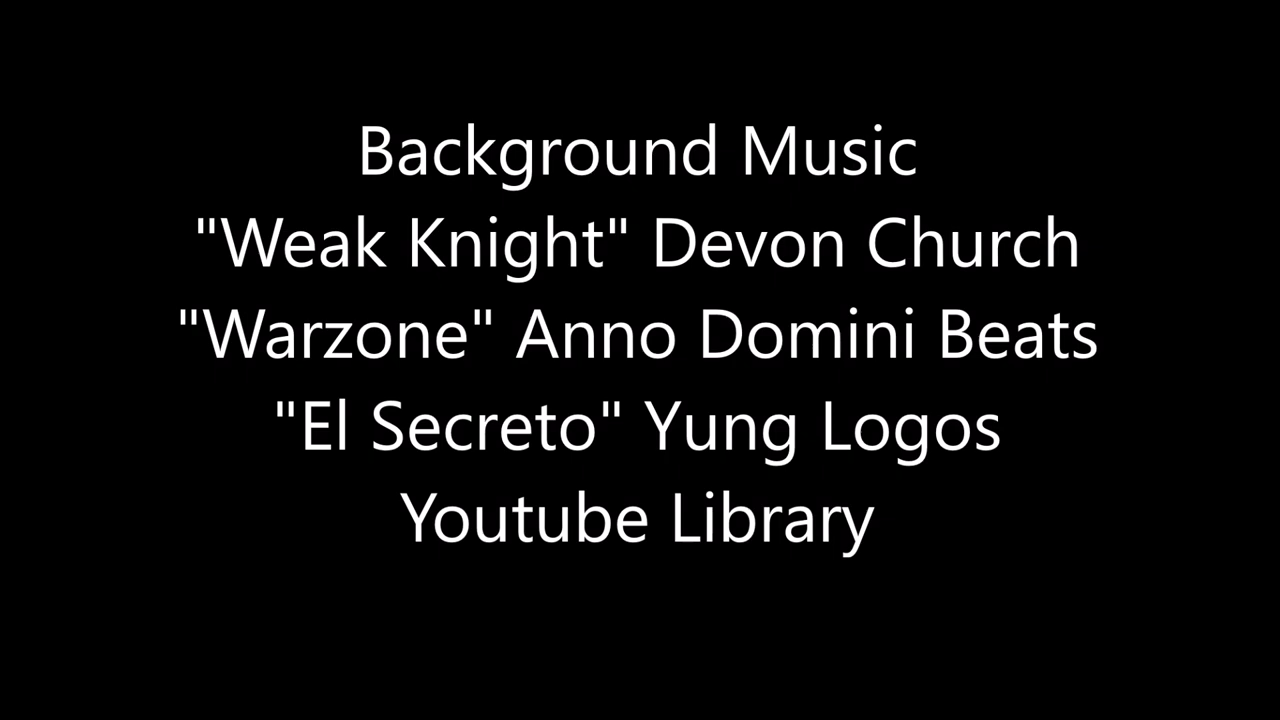 Background Music
"Weak Knight" Devon Church
"Warzone" Anno Domini Beats
"El Secreto" Yung Logos
Youtube Library